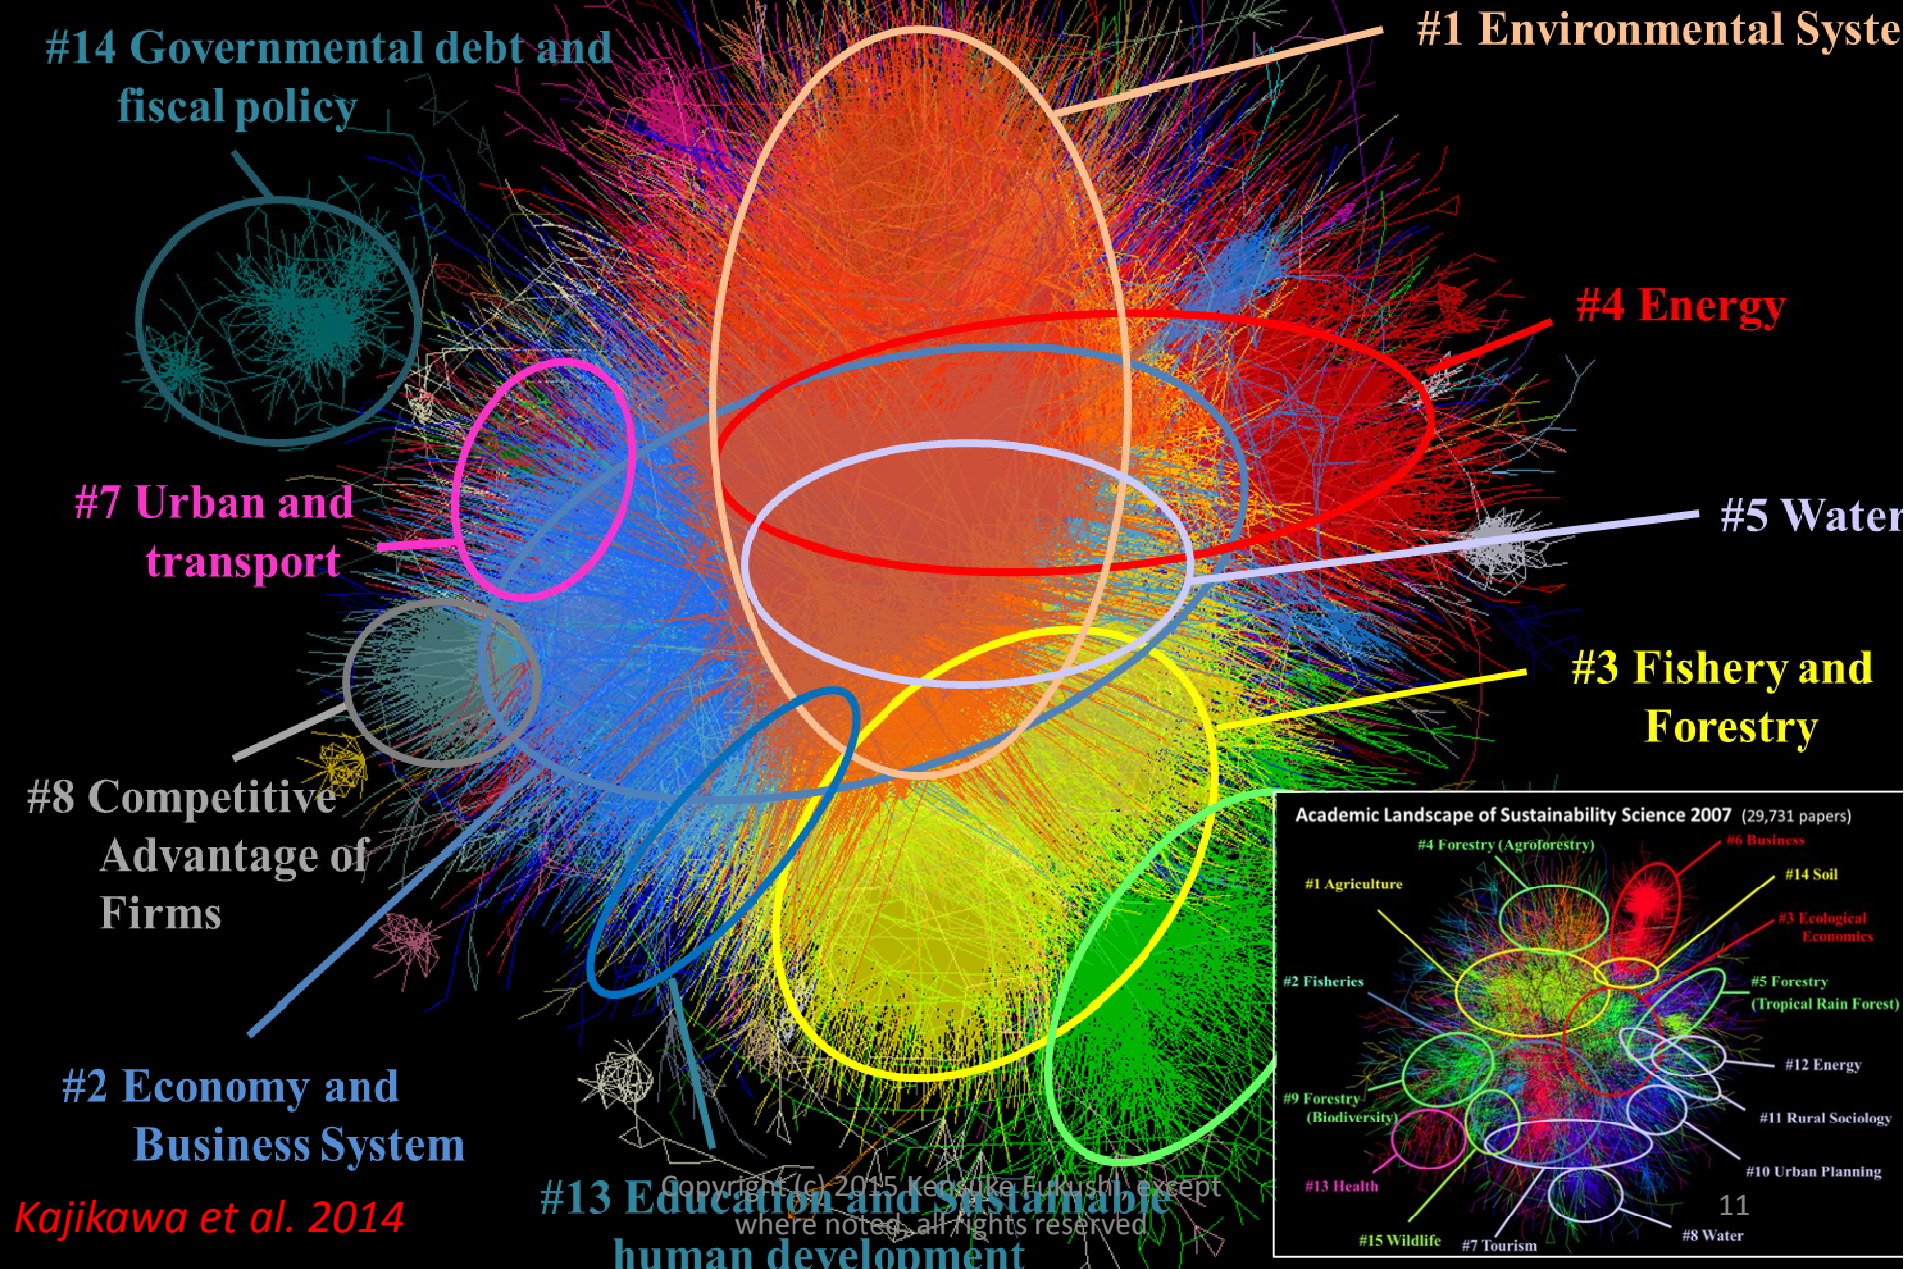 #14 Governmental debt and
fiscal policy
#1 Environmental Syste
#4 Energy
#7 Urban and
transport
#5 Water
#3 Fishery and
Forestry
#8 Competitive
Advantage of
Firms
#2 Economy and
Business System
#13 Education and Sustainable
human development
Kajikawa et al. 2014
Copyright (c) 2015 Kensuke Fukushi, except
where noted, all rights reserved
11
Academic Landscape of Sustainability Science 2007 (29,731 papers)
#4 Forestry (Agroforestry)
#6 Business
#1 Agriculture
#14 Soil
#3 Ecological
Economics
#2 Fisheries
#5 Forestry
(Tropical Rain Forest)
#12 Energy
#9 Forestry
(Biodiversity)
#11 Rural Sociology
#10 Urban Planning
#13 Health
#15 Wildlife
#7 Tourism
#8 Water